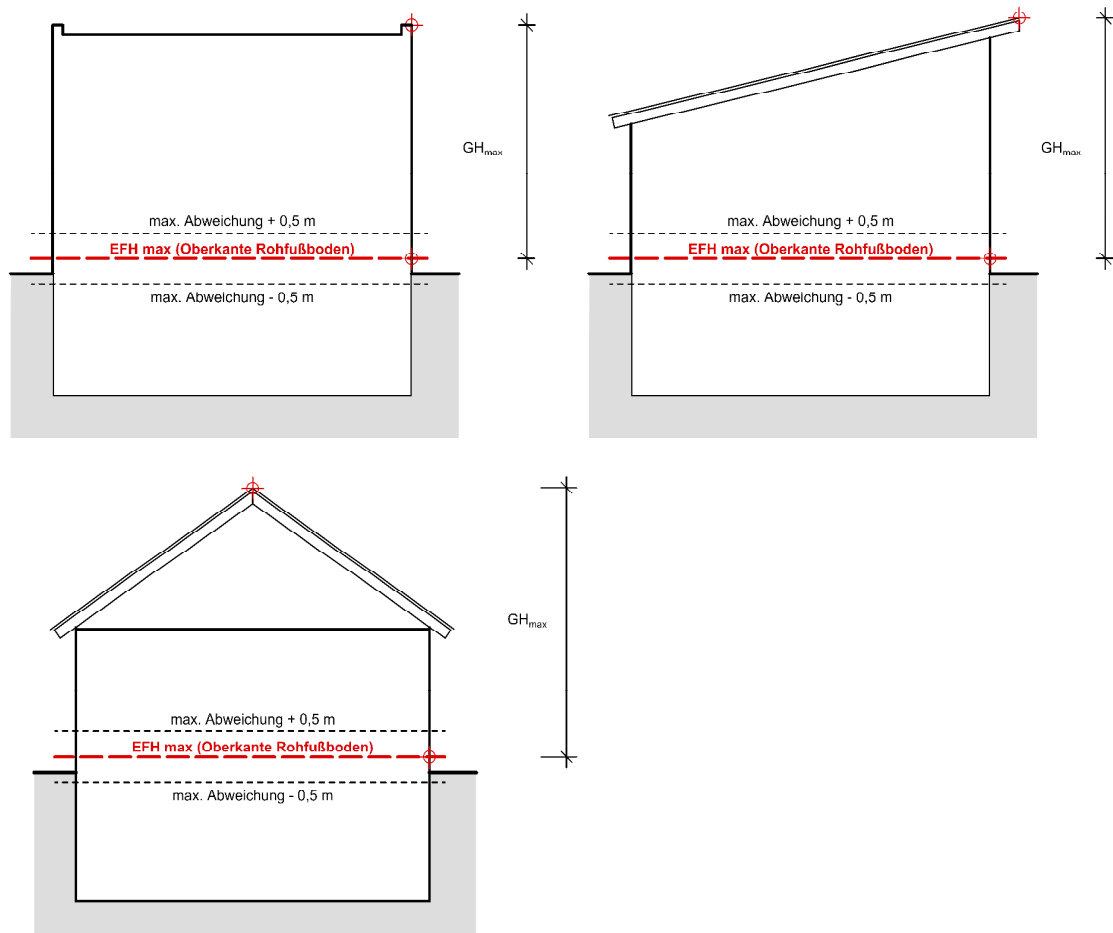 GHmax
max. Abweichung + 0,5 m
EFH max (Oberkante Rohfußboden)
max. Abweichung - 0,5 m
GHmax
max. Abweichung + 0,5 m
EFH max (Oberkante Rohfußboden)
max. Abweichung - 0,5 m
GHmax
max. Abweichung + 0,5 m
EFH max (Oberkante Rohfußboden)
max. Abweichung - 0,5 m